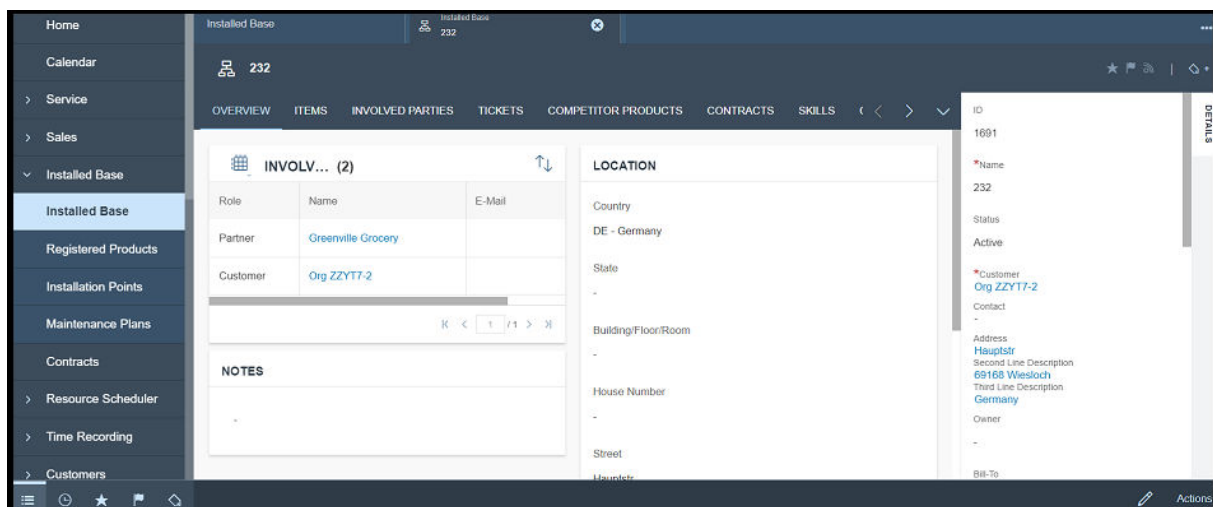 Home
Calendar
Service
Sales
Installed Base
Installed Base
Registered Products
Installation Points
Maintenance Plans
Contracts
Resource Scheduler
Time Recording
Customers
Installed Base
Installed Base
232
232
OVERVIEW ITEMS INVOLVED PARTIES TICKETS COMPETITOR PRODUCTS CONTRACTS SKILLS
INVOLV... (2)
Role Name E-Mail
Partner Greenville Grocery
Customer Org ZZYT7-2
1 / 1
NOTES
-
LOCATION
Country
DE - Germany
State
-
Building/Floor/Room
-
House Number
-
Street
Hauptstr
DETAILS
ID
1691
*Name
232
Status
Active
*Customer
Org ZZYT7-2
Contact
-
Address
Hauptstr
Second Line Description
69168 Wiesloch
Third Line Description
Germany
Owner
-
Bill-To
Actions